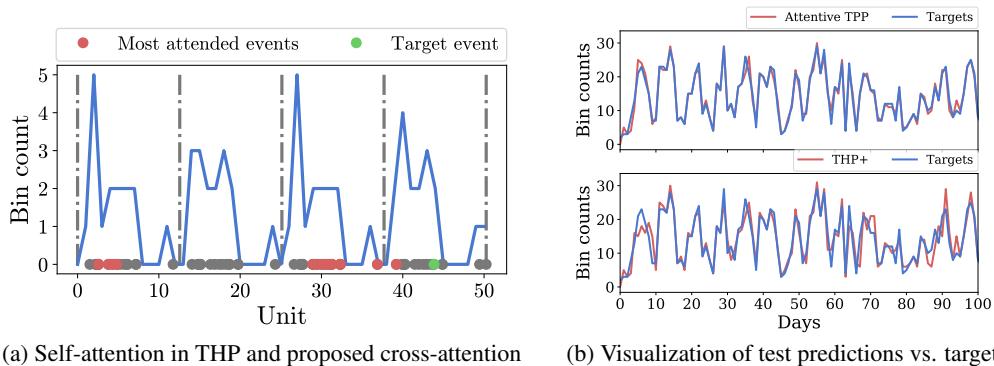 Most attended events
Target event
5
4
3
2
1
0
Bin count
0 10 20 30 40 50
Unit
(a) Self-attention in THP and proposed cross-attention
Attentive TPP Targets
30
20
10
0
Bin counts
THP+ Targets
30
20
10
0
Bin counts
0 10 20 30 40 50 60 70 80 90 100
Days
(b) Visualization of test predictions vs. target